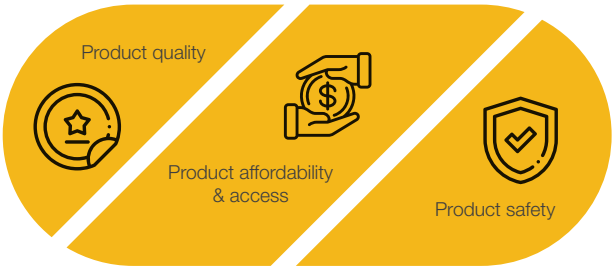 Product quality
$
Product affordability
& access
Product safety